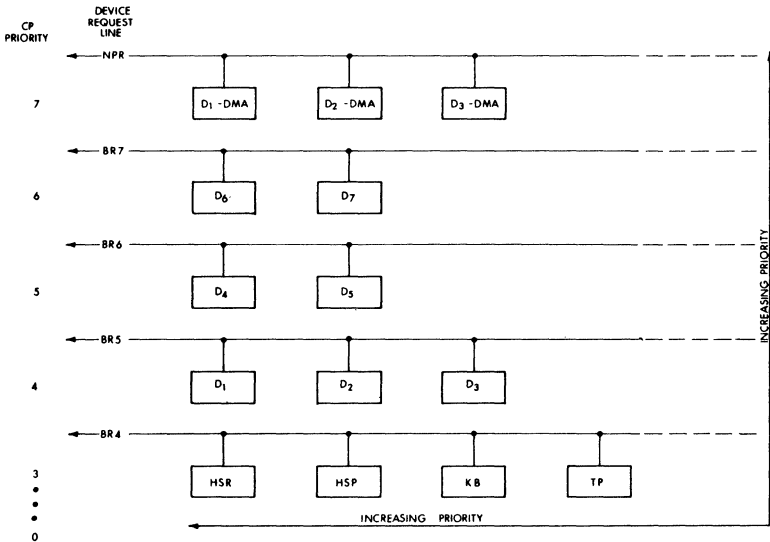 DEVICE
REQUEST
LINE
CP
PRIORITY
NPR
7
D1 -DMA
D2 -DMA
D3 -DMA
BR7
6
D6
D7
BR6
5
D4
D5
BR5
4
D1
D2
D3
BR4
3
HSR
HSP
KB
TP
0
INCREASING PRIORITY
INCREASING PRIORITY